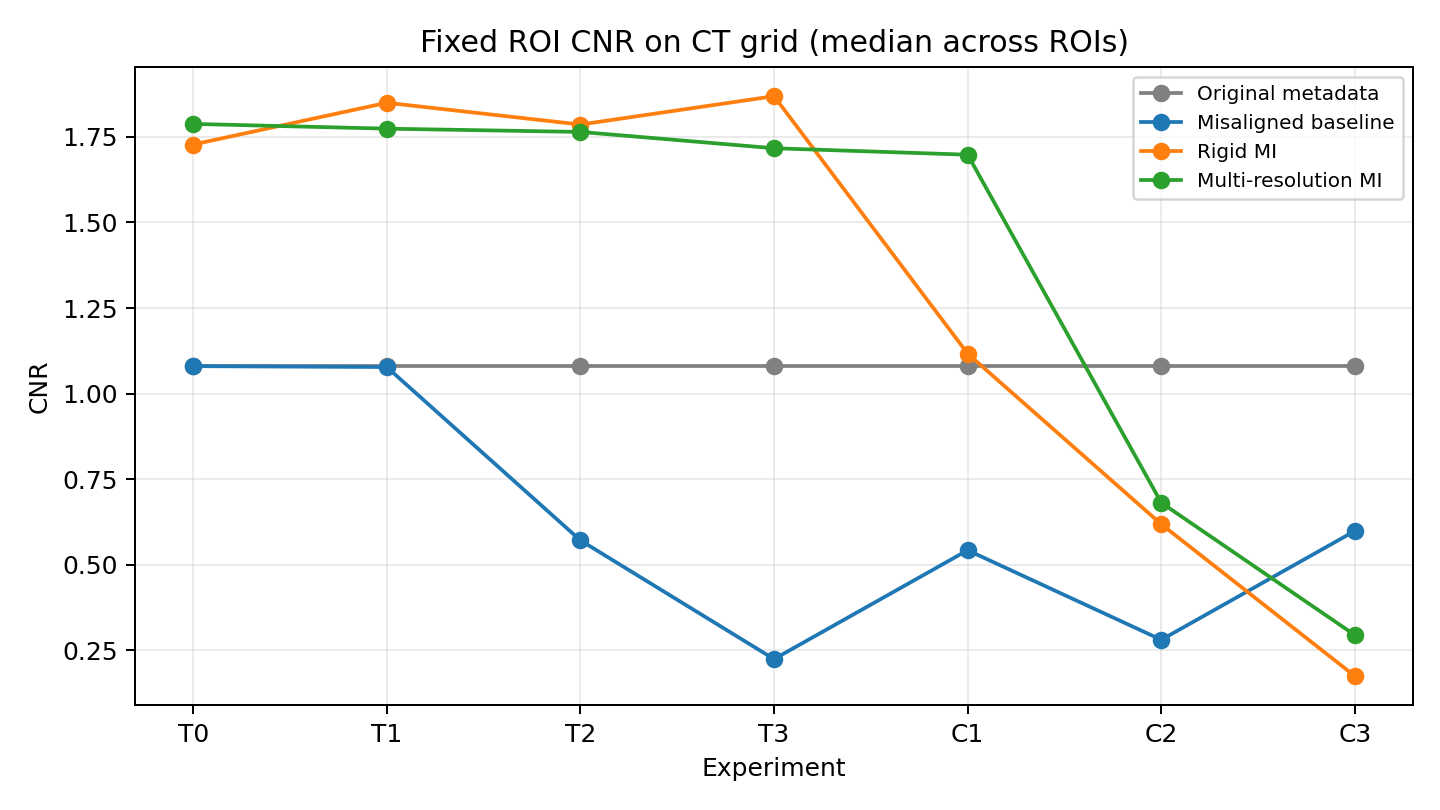 Fixed ROI CNR on CT grid (median across ROIs)
Original metadata
Misaligned baseline
Rigid MI
Multi-resolution MI
CNR
1.75
1.50
1.25
1.00
0.75
0.50
0.25
T0 T1 T2 T3 C1 C2 C3
Experiment